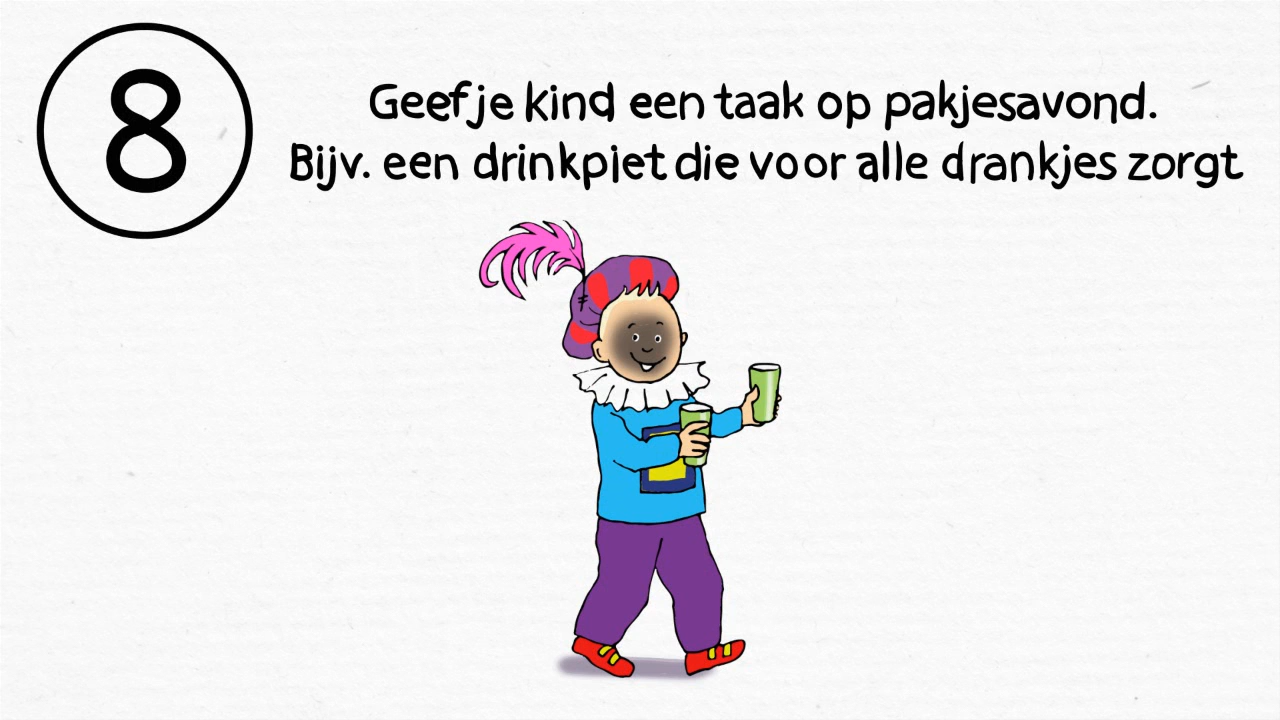 8
Geef je kind een taak op pakjesavond.
Bijv. een drinkpiet die voor alle drankjes zorgt